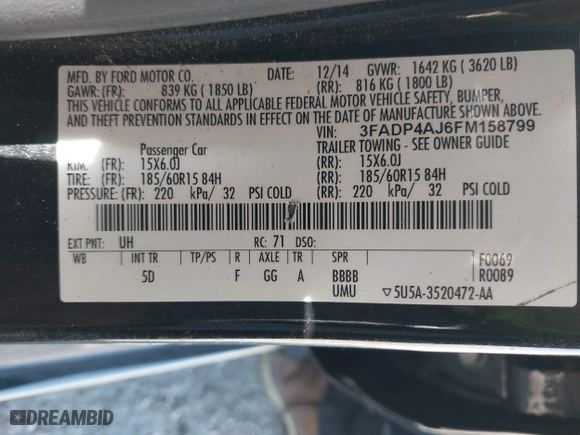 MFD. BY FORD MOTOR CO. 12/14 GVWR: 1642 KG ( 3620 LB)
GAWR: (FR): 839 KG ( 1850 LB) (RR): 816 KG ( 1800 LB)
THIS VEHICLE CONFORMS TO ALL APPLICABLE FEDERAL MOTOR VEHICLE SAFETY, BUMPER,
AND THEFT PREVENTION STANDARDS IN EFFECT ON THE DATE OF MANUFACTURE SHOWN ABOVE.
VIN: 3FADP4AJ6FM158799
Passenger Car TRAILER TOWING - SEE OWNER GUIDE
RIM: (FR): 15X6.0J (RR): 15X6.0J
TIRE: (FR): 185/60R15 84H (RR): 185/60R15 84H
PRESSURE: (FR): 220 kPa/ 32 PSI COLD (RR): 220 kPa/ 32 PSI COLD
EXT PNT: UH RC: 71 DSO:
WB INT TR TP/PS R AXLE TR SPR F0069
5D F GG A BBBB R0089
UMU ▽5U5A-3520472-AA
DREAMBID